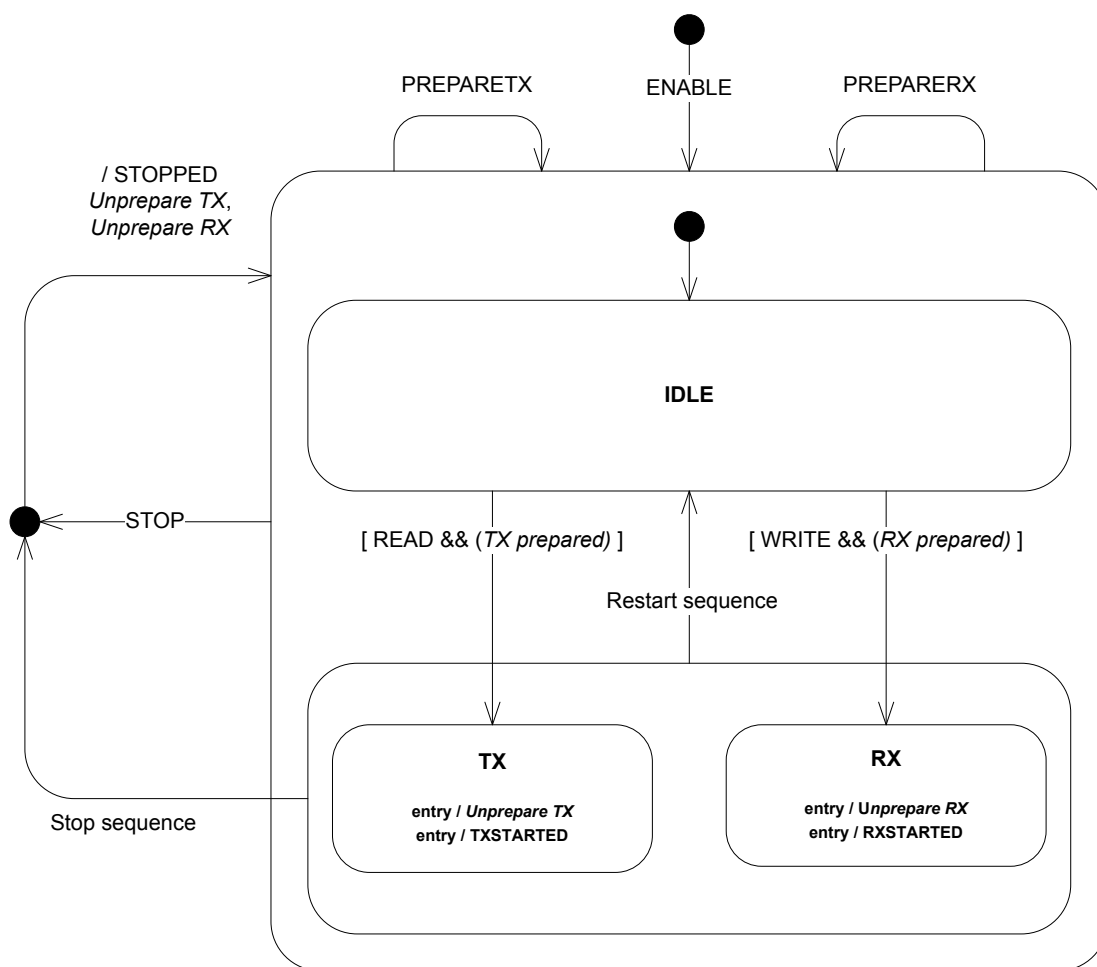 PREPARETX
ENABLE
PREPARERX
/ STOPPED
Unprepare TX,
Unprepare RX
IDLE
STOP
[ READ && (TX prepared) ]
[ WRITE && (RX prepared) ]
Restart sequence
TX
entry / Unprepare TX
entry / TXSTARTED
RX
entry / Unprepare RX
entry / RXSTARTED
Stop sequence